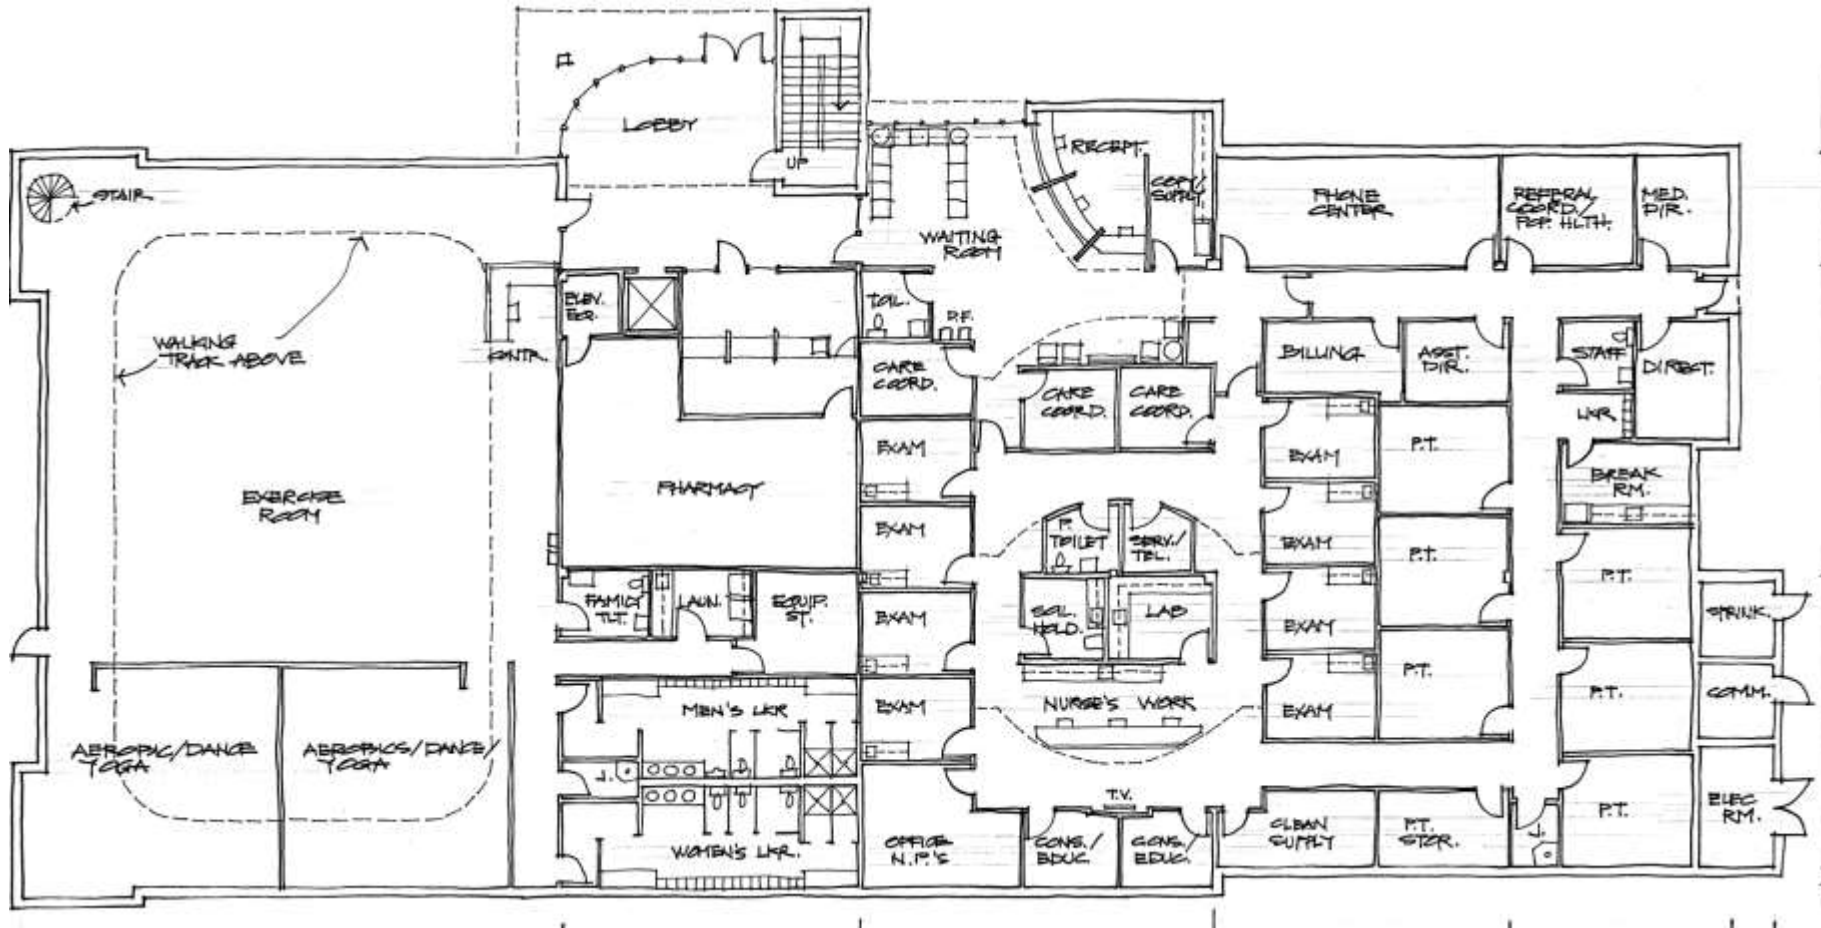 LOBBY
UP
STAIR
RECEPT.
COPY/
SUPPLY
PHONE
CENTER
REFERAL
COORD./
POP. HLTH.
MED.
DIR.
WAITING
ROOM
ELEV.
EQ.
TOIL.
D.F.
WALKING
TRACK ABOVE
CONTR.
CARE
COORD.
CARE
COORD.
CARE
COORD.
BILLING
ASST.
DIR.
STAFF
DIRECT.
LKR.
EXAM
EXAM
P.T.
BREAK
RM.
EXERCISE
ROOM
PHARMACY
EXAM
P.
TOILET
SERV./
TEL.
EXAM
P.T.
P.T.
FAMILY
TLT.
LAUN.
EQUIP.
ST.
EXAM
SOIL.
HOLD.
LAB
EXAM
SPRINK.
MEN'S LKR
EXAM
NURSE'S WORK
EXAM
P.T.
P.T.
COMM.
AEROBIC/DANCE
YOGA
AEROBICS/DANCE/
YOGA
J.
T.V.
WOMEN'S LKR.
OFFICE
N.P.'S
CONS./
EDUC.
CONS./
EDUC.
CLEAN
SUPPLY
P.T.
STOR.
J.
P.T.
ELEC
RM.